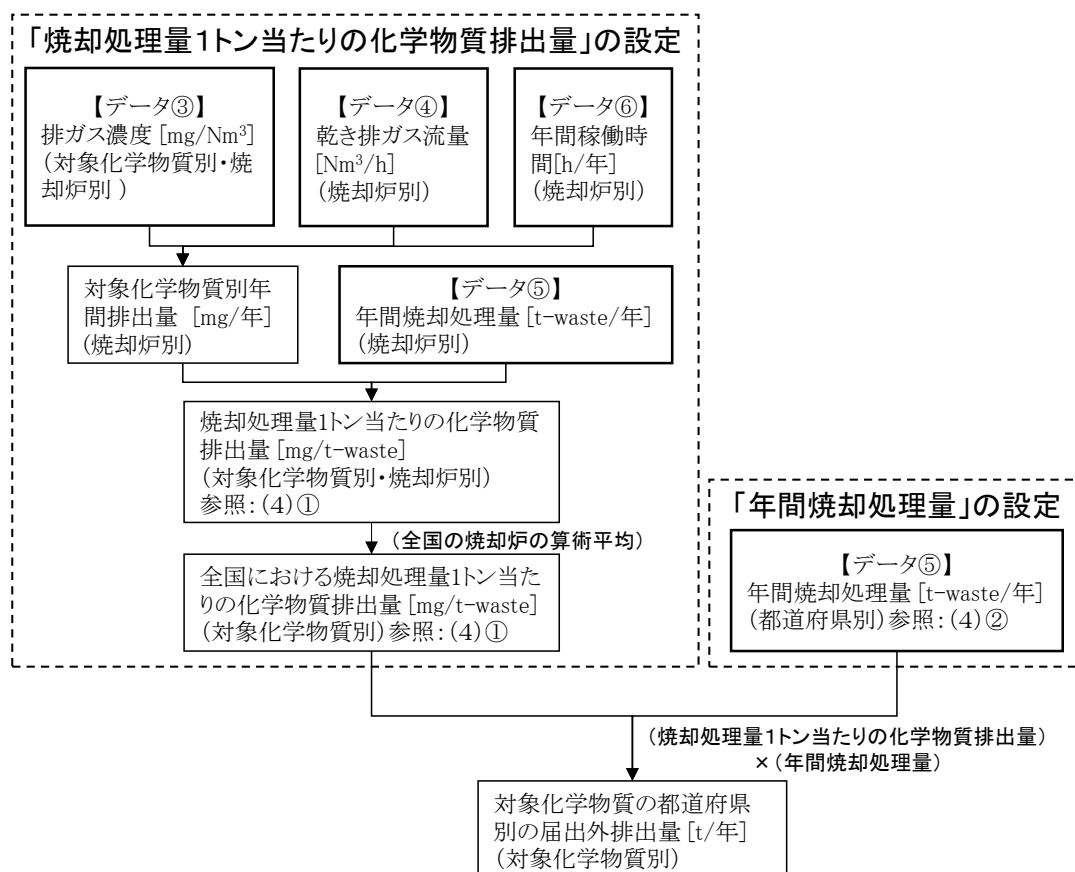 「焼却処理量1トン当たりの化学物質排出量」の設定
【データ③】
排ガス濃度[mg/Nm³]
(対象化学物質別・焼
却炉別)
【データ④】
乾き排ガス流量
[Nm³/h]
(焼却炉別)
【データ⑥】
年間稼働時
間[h/年]
(焼却炉別)
対象化学物質別年
間排出量 [mg/年]
(焼却炉別)
【データ⑤】
年間焼却処理量[t-waste/年]
(焼却炉別)
焼却処理量1トン当たりの化学物質
排出量[mg/t-waste]
(対象化学物質別・焼却炉別)
参照:(4)①
(全国の焼却炉の算術平均)
全国における焼却処理量1トン当た
りの化学物質排出量[mg/t-waste]
(対象化学物質別)参照:(4)①
「年間焼却処理量」の設定
【データ⑤】
年間焼却処理量[t-waste/年]
(都道府県別)参照:(4)②
(焼却処理量1トン当たりの化学物質排出量)
×(年間焼却処理量)
対象化学物質の都道府県
別の届出外排出量[t/年]
(対象化学物質別)